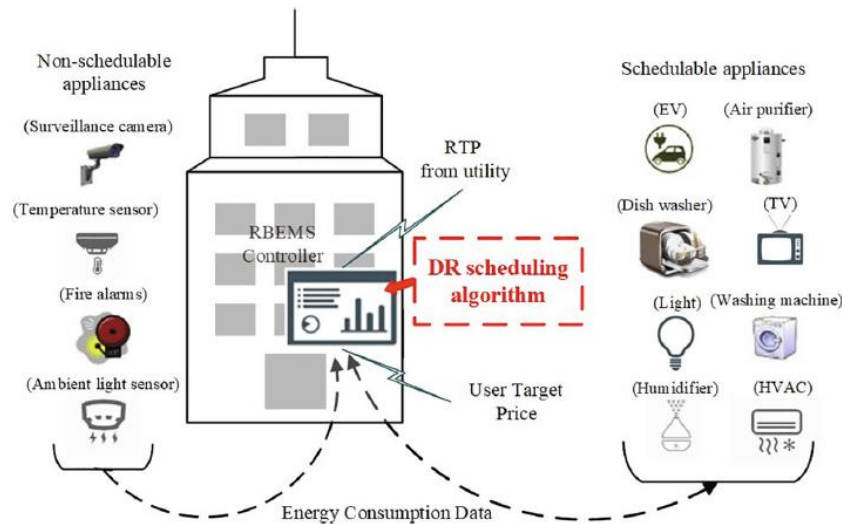 Non-schedulable
appliances
(Surveillance camera)
(Temperature sensor)
(Fire alarms)
(Ambient light sensor)
RTP
from utility
RBEMS
Controller
DR scheduling
algorithm
User Target
Price
Schedulable appliances
(EV)
(Air purifier)
(Dish washer)
(TV)
(Light)
(Washing machine)
(Humidifier)
(HVAC)
Energy Consumption Data